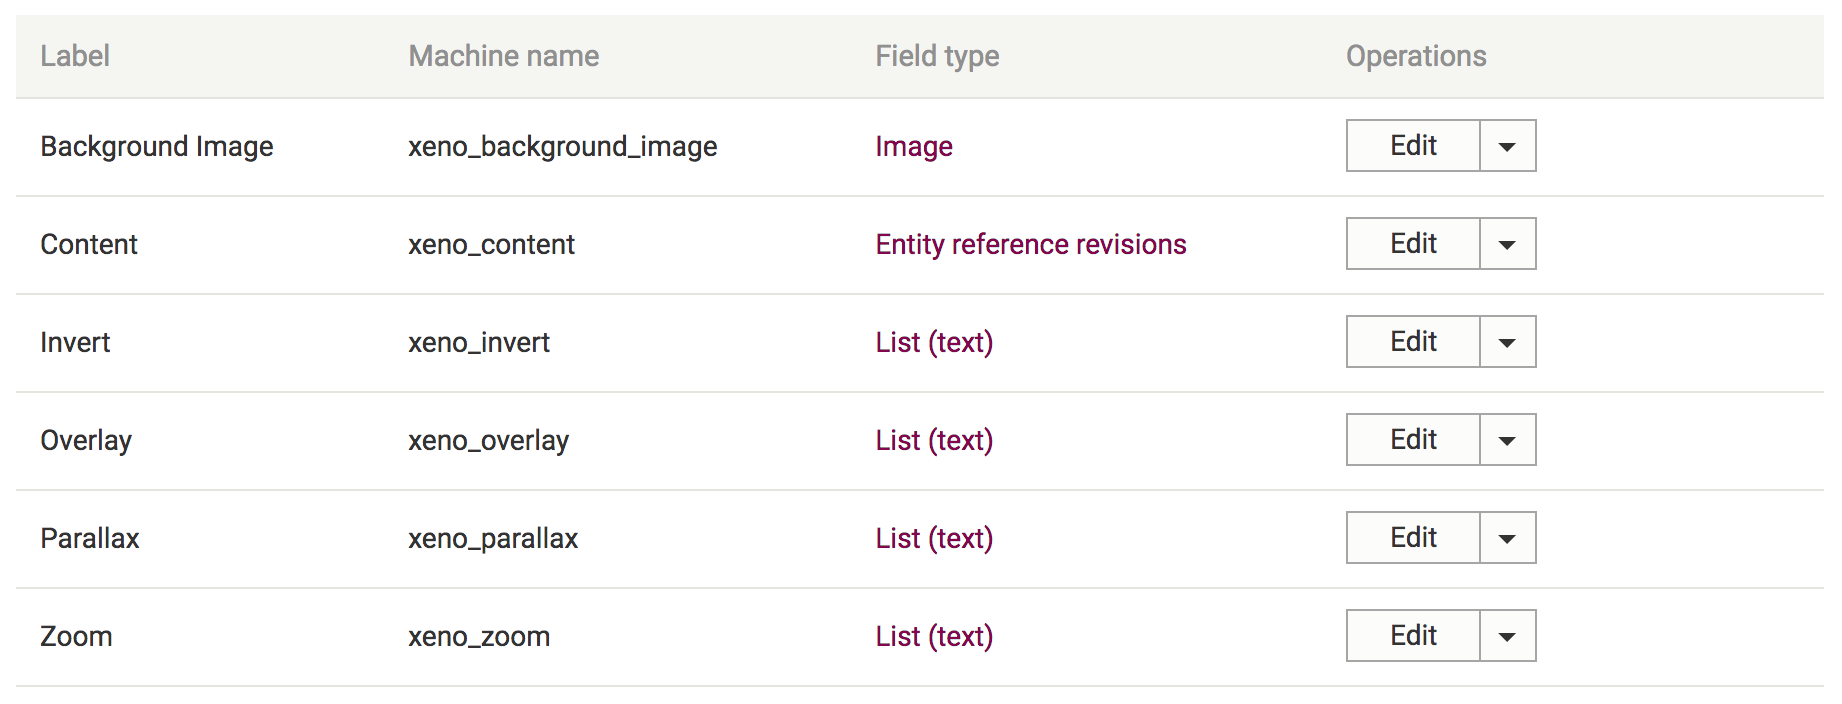 Label Machine name Field type Operations
Background Image xeno_background_image Image Edit
Content xeno_content Entity reference revisions Edit
Invert xeno_invert List (text) Edit
Overlay xeno_overlay List (text) Edit
Parallax xeno_parallax List (text) Edit
Zoom xeno_zoom List (text) Edit